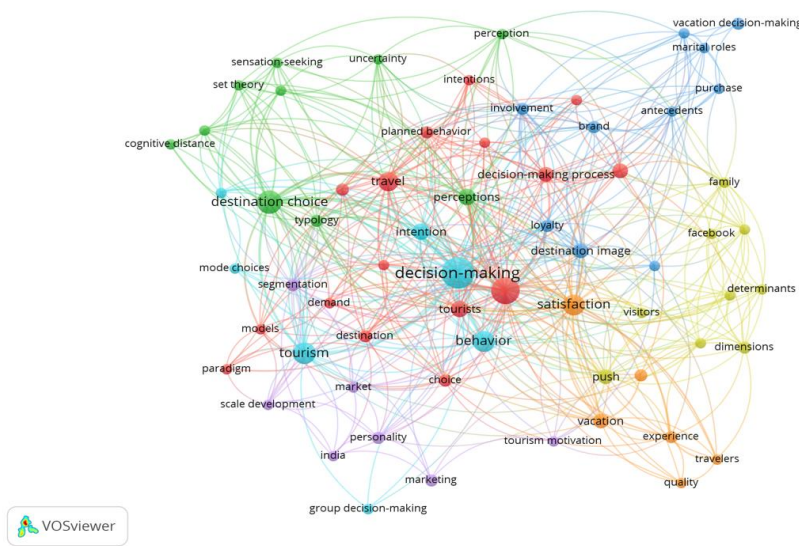 vacation decision-making
perception
marital roles
sensation-seeking
uncertainty
intentions
set theory
purchase
involvement
antecedents
brand
planned behavior
cognitive distance
decision-making process
travel
family
destination choice
perceptions
typology
loyalty
intention
facebook
destination image
mode choices
decision-making
segmentation
determinants
demand
satisfaction
tourists
visitors
models
destination
behavior
dimensions
tourism
paradigm
choice
push
market
scale development
vacation
personality
experience
tourism motivation
india
travelers
marketing
quality
group decision-making
VOSviewer